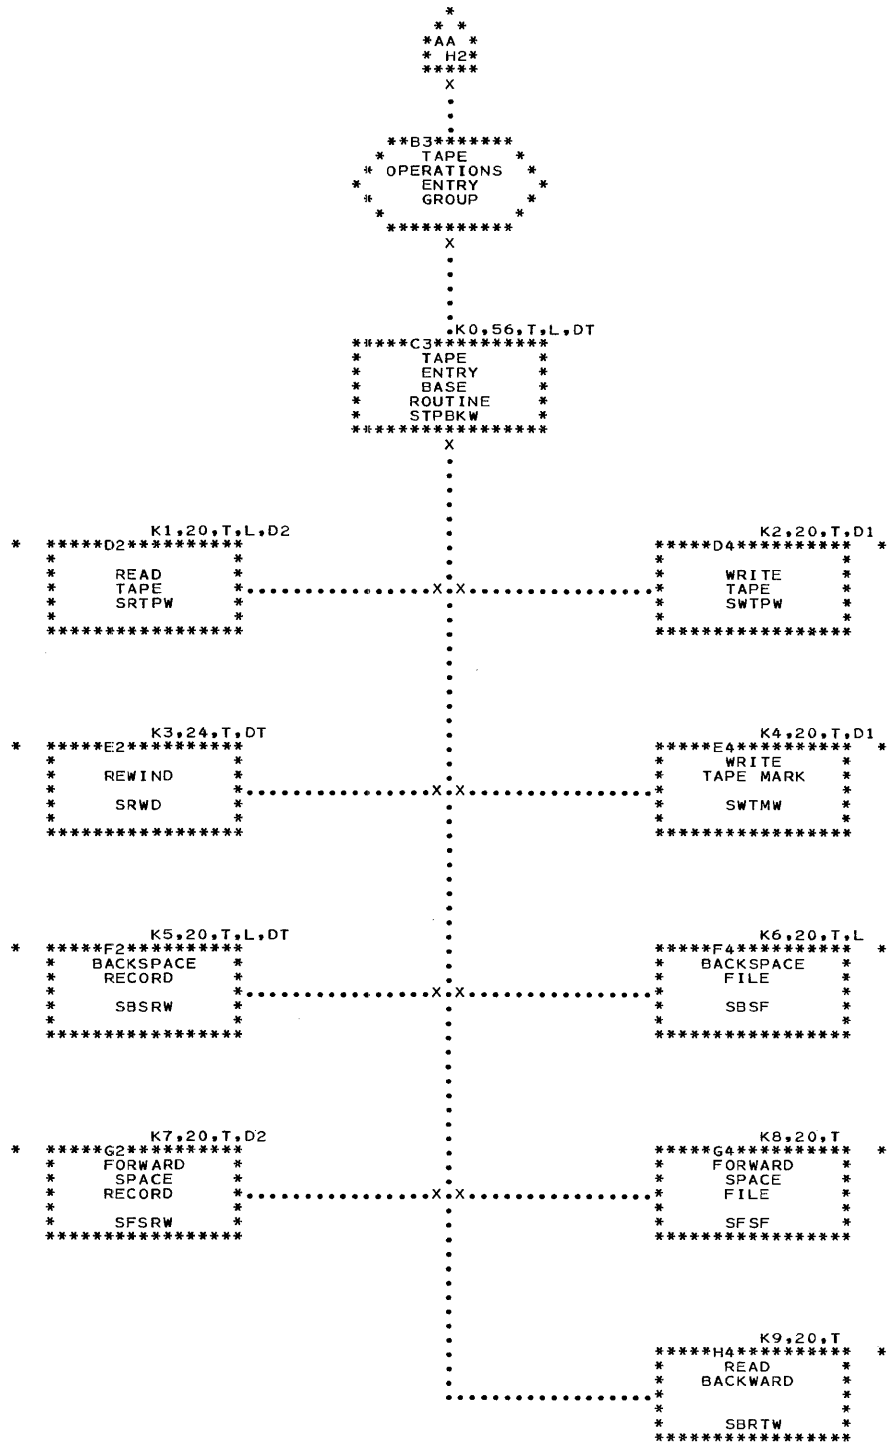 AA
H2
X
B3
TAPE
OPERATIONS
ENTRY
GROUP
X
K0,56,T,L,DT
C3
TAPE
ENTRY
BASE
ROUTINE
STPBKW
X
K1,20,T,L,D2
D2
READ
TAPE
SRTPW
X X
K2,20,T,D1
D4
WRITE
TAPE
SWTPW
K3,24,T,DT
E2
REWIND
SRWD
X X
K4,20,T,D1
E4
WRITE
TAPE MARK
SWTMW
K5,20,T,L,DT
F2
BACKSPACE
RECORD
SBSRW
X X
K6,20,T,L
F4
BACKSPACE
FILE
SBSF
K7,20,T,D2
G2
FORWARD
SPACE
RECORD
SFSRW
X X
K8,20,T
G4
FORWARD
SPACE
FILE
SFSF
K9,20,T
H4
READ
BACKWARD
SBRTW